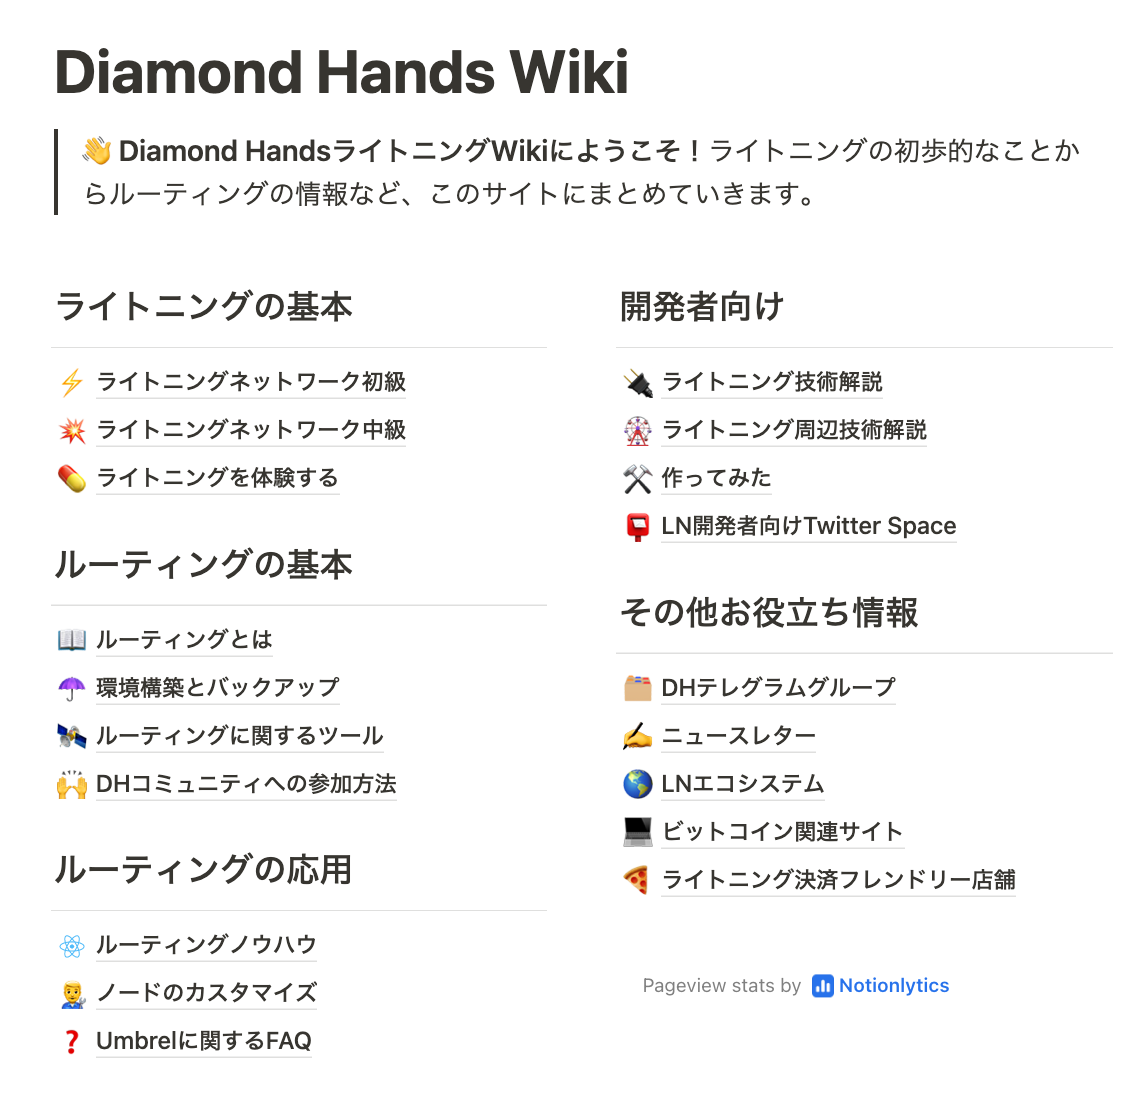 Diamond Hands Wiki
👋 Diamond HandsライトニングWikiにようこそ！ライトニングの初歩的なことか
らルーティングの情報など、このサイトにまとめていきます。
ライトニングの基本
ライトニングネットワーク初級
ライトニングネットワーク中級
ライトニングを体験する
ルーティングの基本
ルーティングとは
環境構築とバックアップ
ルーティングに関するツール
DHコミュニティへの参加方法
ルーティングの応用
ルーティングノウハウ
ノードのカスタマイズ
Umbrelに関するFAQ
開発者向け
ライトニング技術解説
ライトニング周辺技術解説
作ってみた
LN開発者向けTwitter Space
その他お役立ち情報
DHテレグラムグループ
ニュースレター
LNエコシステム
ビットコイン関連サイト
ライトニング決済フレンドリー店舗
Pageview stats by Notionlytics